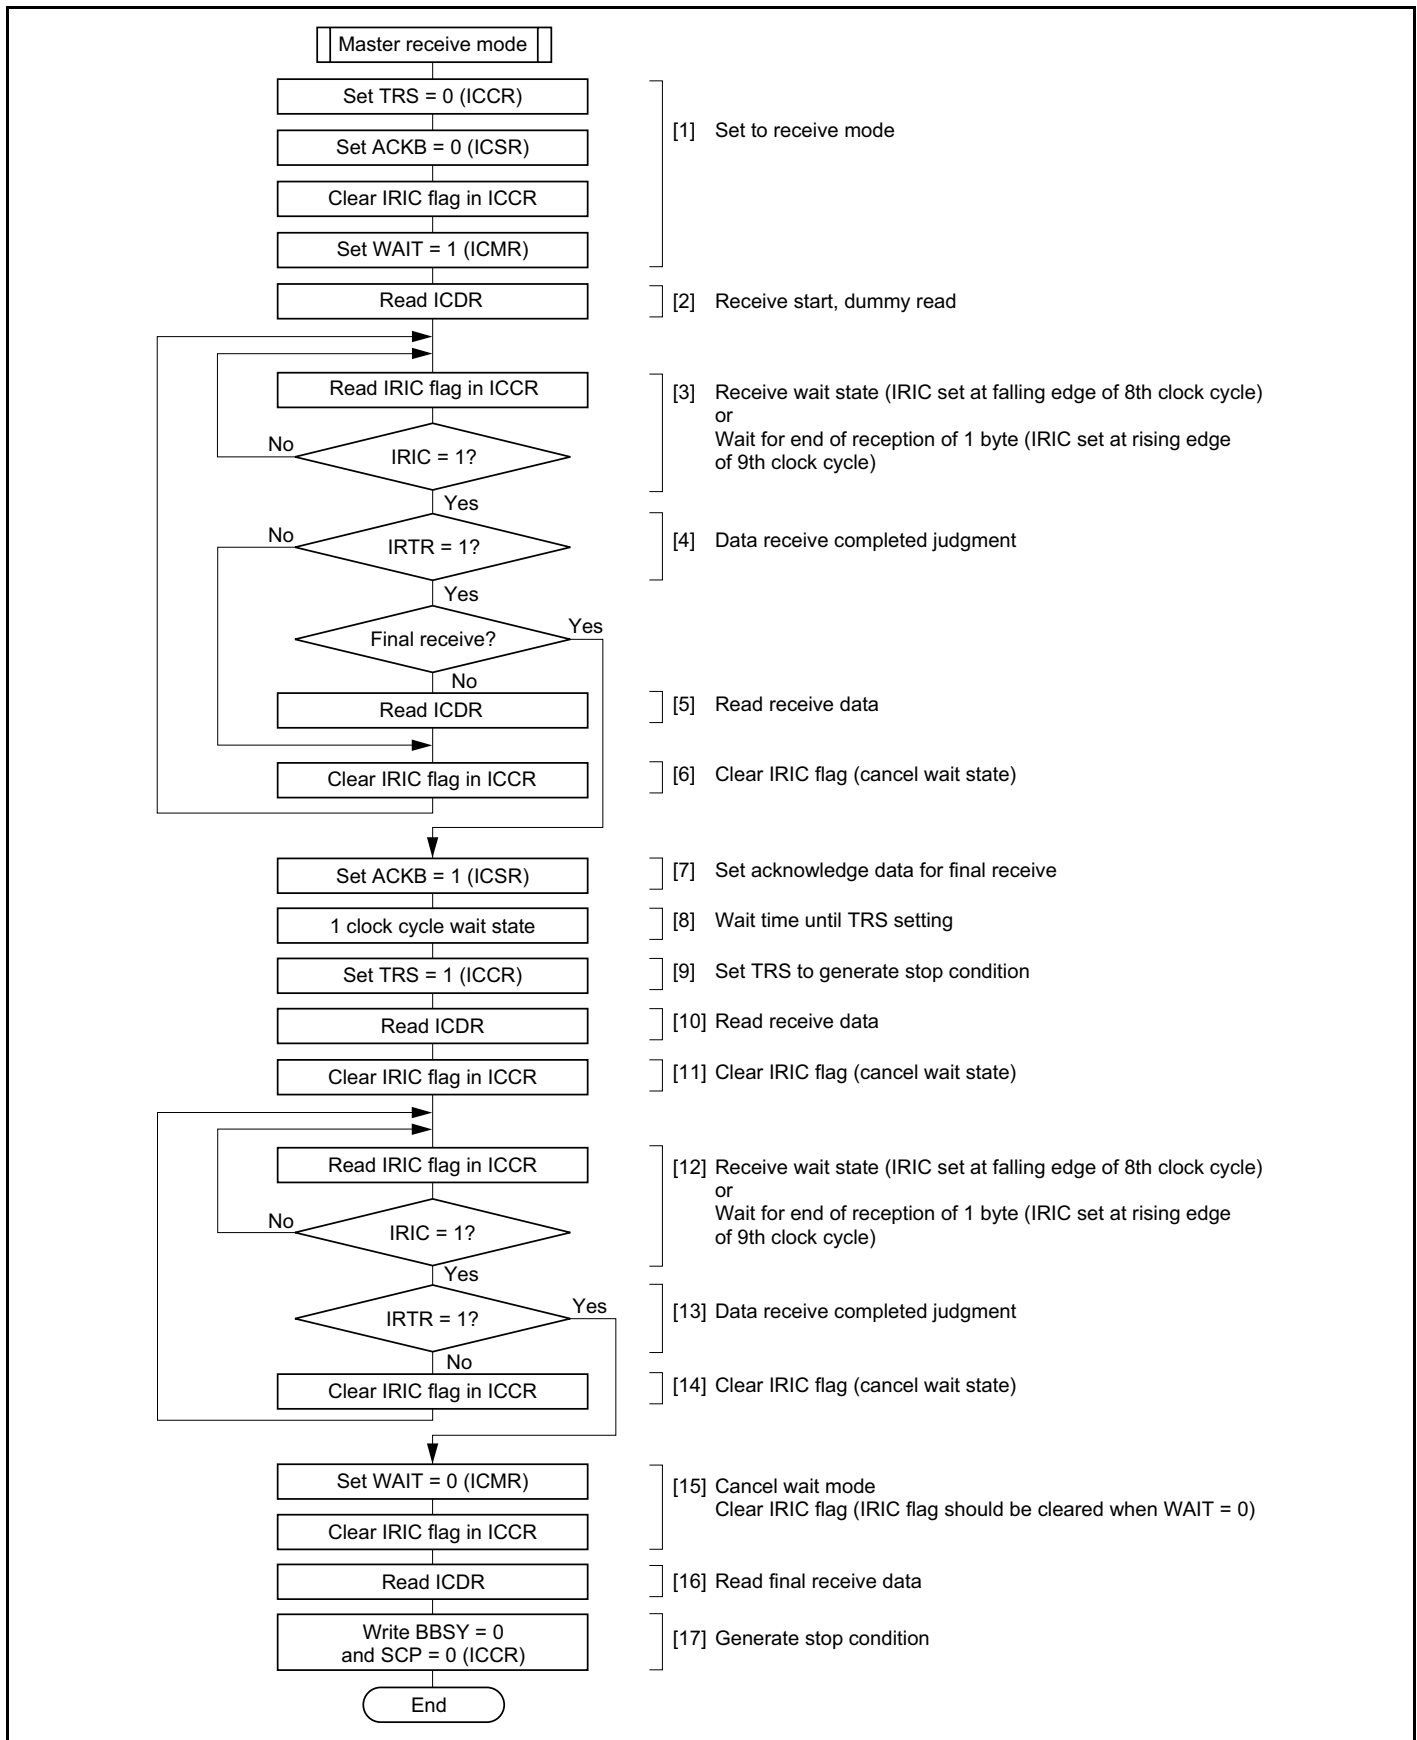 Master receive mode
Set TRS = 0 (ICCR)
[1] Set to receive mode
Set ACKB = 0 (ICSR)
Clear IRIC flag in ICCR
Set WAIT = 1 (ICMR)
Read ICDR
[2] Receive start, dummy read
Read IRIC flag in ICCR
[3] Receive wait state (IRIC set at falling edge of 8th clock cycle)
or
Wait for end of reception of 1 byte (IRIC set at rising edge
of 9th clock cycle)
No
IRIC = 1?
Yes
No
IRTR = 1?
[4] Data receive completed judgment
Yes
Final receive?
Yes
No
Read ICDR
[5] Read receive data
Clear IRIC flag in ICCR
[6] Clear IRIC flag (cancel wait state)
Set ACKB = 1 (ICSR)
[7] Set acknowledge data for final receive
1 clock cycle wait state
[8] Wait time until TRS setting
Set TRS = 1 (ICCR)
[9] Set TRS to generate stop condition
Read ICDR
[10] Read receive data
Clear IRIC flag in ICCR
[11] Clear IRIC flag (cancel wait state)
Read IRIC flag in ICCR
[12] Receive wait state (IRIC set at falling edge of 8th clock cycle)
or
Wait for end of reception of 1 byte (IRIC set at rising edge
of 9th clock cycle)
No
IRIC = 1?
Yes
IRTR = 1?
Yes
[13] Data receive completed judgment
No
Clear IRIC flag in ICCR
[14] Clear IRIC flag (cancel wait state)
Set WAIT = 0 (ICMR)
[15] Cancel wait mode
Clear IRIC flag (IRIC flag should be cleared when WAIT = 0)
Clear IRIC flag in ICCR
Read ICDR
[16] Read final receive data
Write BBSY = 0
and SCP = 0 (ICCR)
[17] Generate stop condition
End